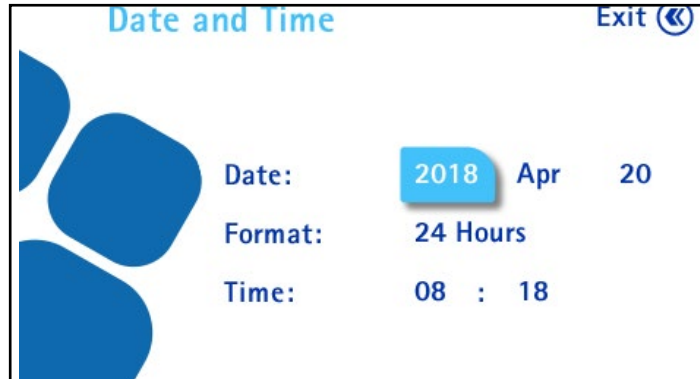 Date and Time Exit
Date: 2018 Apr 20
Format: 24 Hours
Time: 08 : 18